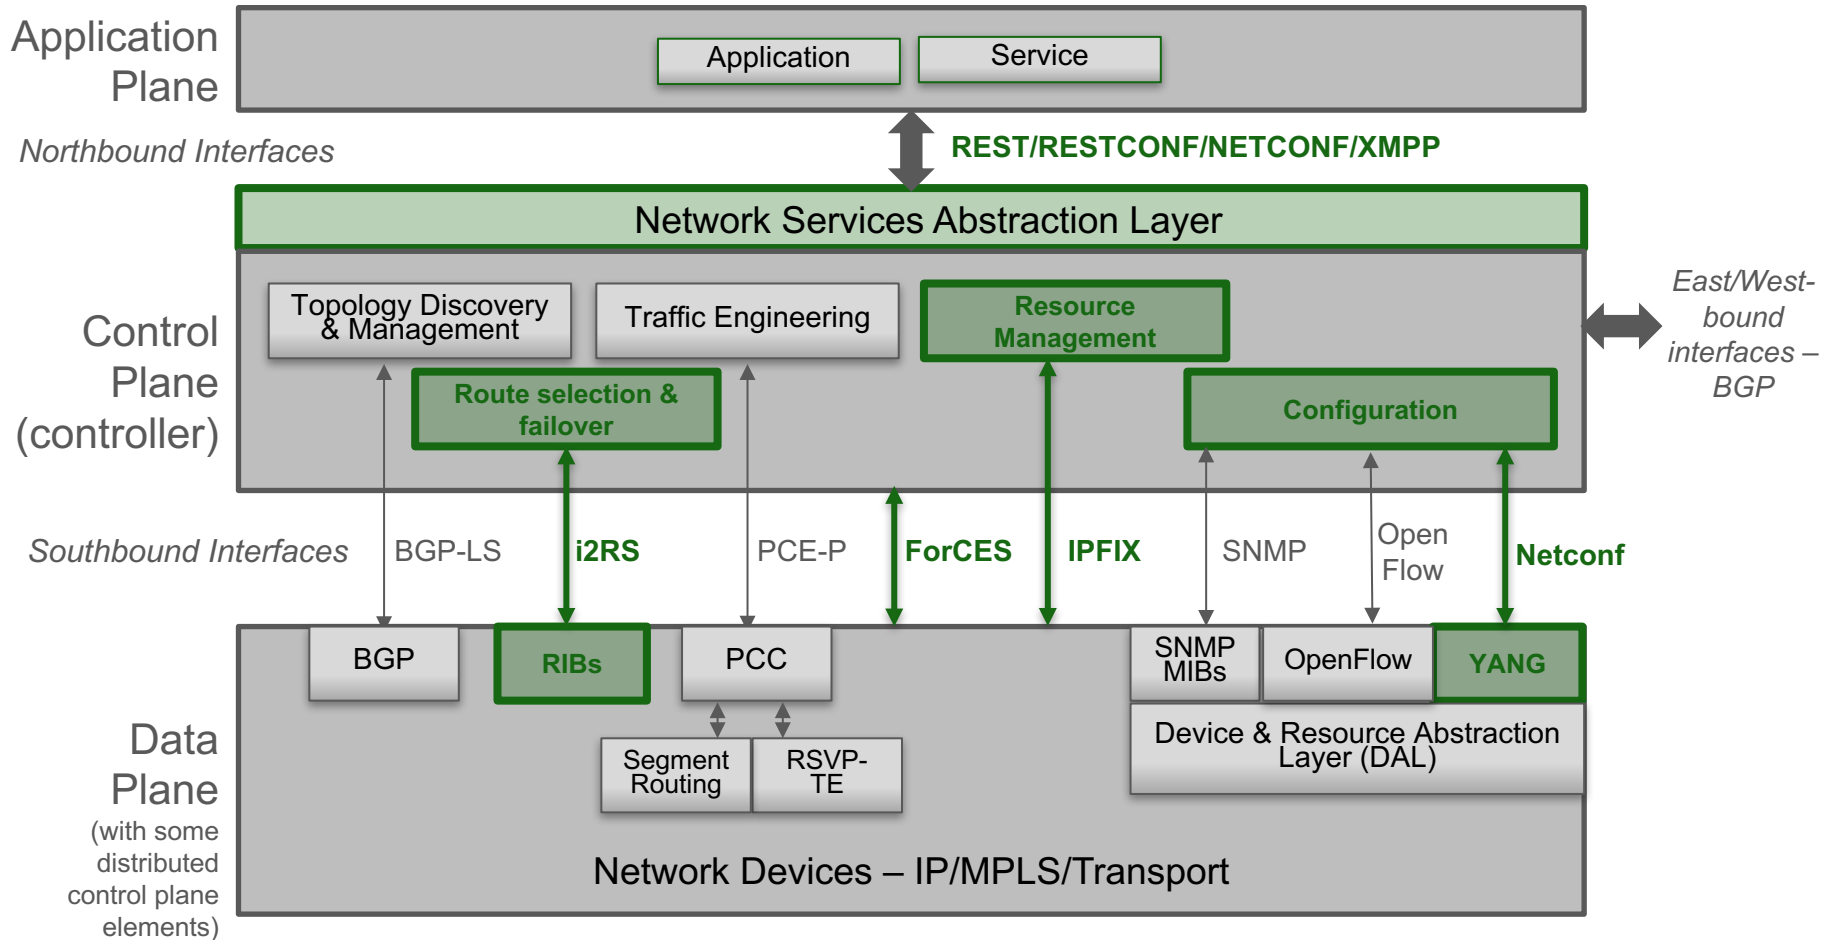 Application
Plane
Application
Service
Northbound Interfaces
REST/RESTCONF/NETCONF/XMPP
Network Services Abstraction Layer
Control
Plane
(controller)
Topology Discovery
& Management
Traffic Engineering
Resource
Management
Route selection &
failover
Configuration
East/West-
bound
interfaces –
BGP
Southbound Interfaces
BGP-LS
i2RS
PCE-P
ForCES
IPFIX
SNMP
Open
Flow
Netconf
BGP
RIBs
PCC
SNMP
MIBs
OpenFlow
YANG
Segment
Routing
RSVP-
TE
Device & Resource Abstraction
Layer (DAL)
Data
Plane
(with some
distributed
control plane
elements)
Network Devices – IP/MPLS/Transport